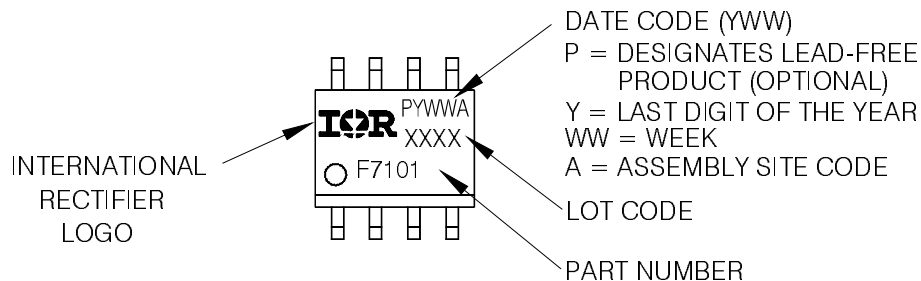 DATE CODE (YWW)
P = DESIGNATES LEAD-FREE
PRODUCT (OPTIONAL)
Y = LAST DIGIT OF THE YEAR
WW = WEEK
A = ASSEMBLY SITE CODE
LOT CODE
PART NUMBER
INTERNATIONAL
RECTIFIER
LOGO
PYWWA
IOR
XXXX
F7101